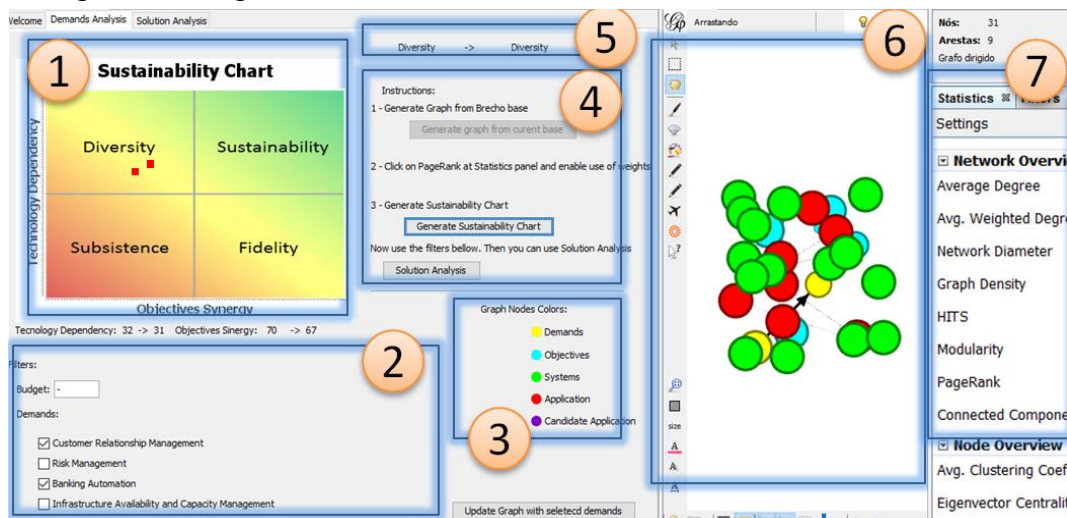 Welcome Demands Analysis Solution Analysis
1
Sustainability Chart
Technology Dependency
Diversity
Sustainability
Subsistence
Fidelity
Objectives Synergy
Tecnology Dependency: 32 -> 31 Objectives Sinergy: 70 -> 67
2
Filters:
Budget: -
Demands:
Customer Relationship Management
Risk Management
Banking Automation
Infrastructure Availability and Capacity Management
5
Diversity -> Diversity
4
Instructions:
1 - Generate Graph from Brecho base
Generate graph from curent base
2 - Click on PageRank at Statistics panel and enable use of weights
3 - Generate Sustainability Chart
Generate Sustainability Chart
Now use the filters bellow. Then you can use Solution Analysis
Solution Analysis
Graph Nodes Colors:
Demands
Objectives
Systems
Application
Candidate Application
3
Update Graph with seletecd demands
Arrastando
6
size
A
A
A
Nós: 31
Arestas: 9
Grafo dirigido
7
Statistics
Settings
Network Overvi
Average Degree
Avg. Weighted Degr
Network Diameter
Graph Density
HITS
Modularity
PageRank
Connected Compone
Node Overview
Avg. Clustering Coef
Eigenvector Centralit